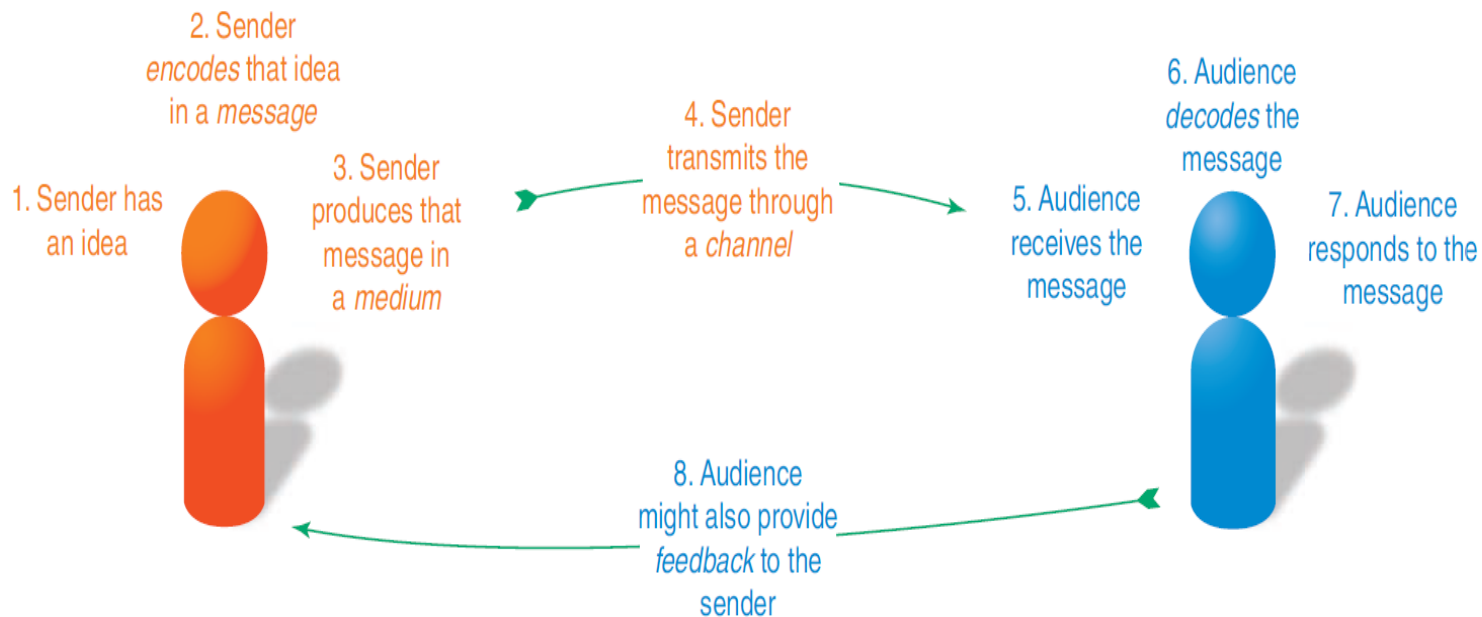 1. Sender has
an idea
2. Sender
encodes that idea
in a message
3. Sender
produces that
message in
a medium
4. Sender
transmits the
message through
a channel
5. Audience
receives the
message
6. Audience
decodes the
message
7. Audience
responds to the
message
8. Audience
might also provide
feedback to the
sender